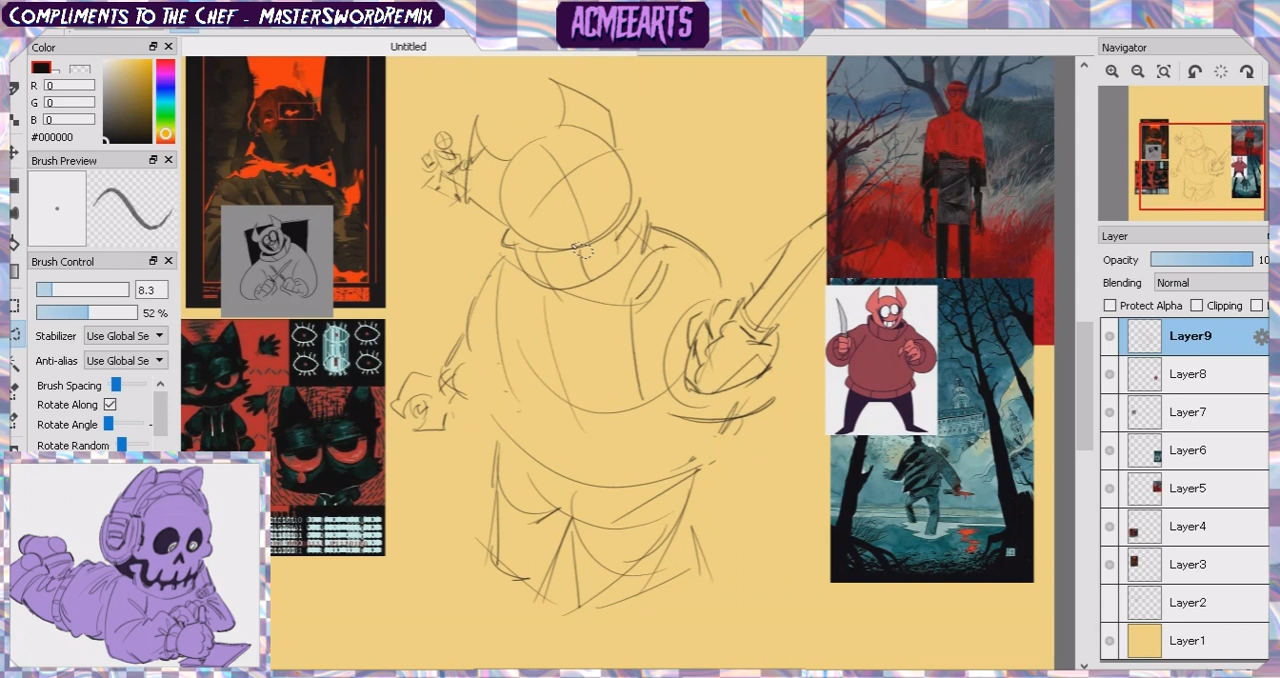 Compliments To The Chef - MasterSwordRemix
ACMEEARTS
Color
Untitled
Navigator
R 0
G 0
B 0
#000000
Brush Preview
Brush Control
8.3
52 %
Stabilizer Use Global Se
Anti-alias Use Global Se
Brush Spacing
Rotate Along
Rotate Angle
Rotate Random
Layer
Opacity 10
Blending Normal
Protect Alpha Clipping
Layer9
Layer8
Layer7
Layer6
Layer5
Layer4
Layer3
Layer2
Layer1